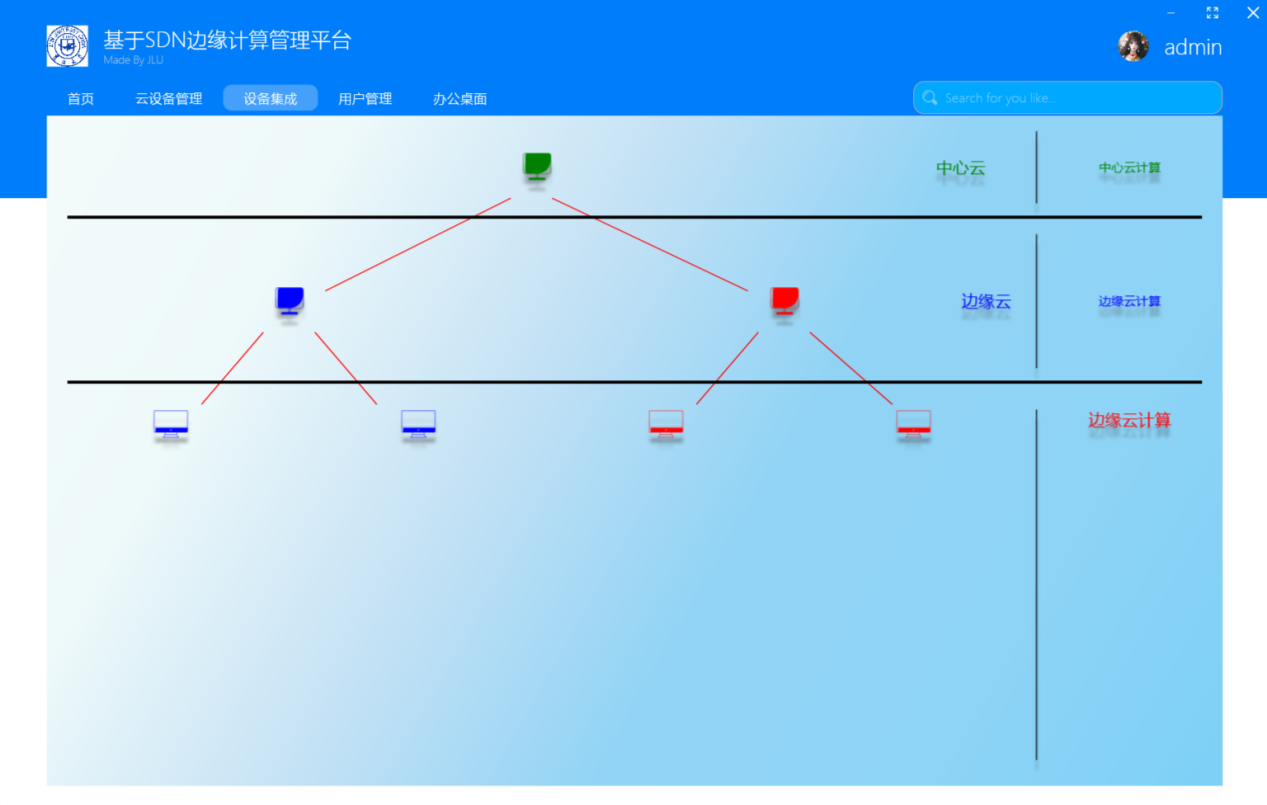 基于SDN边缘计算管理平台
Made By JLU
admin
首页
云设备管理
设备集成
用户管理
办公桌面
Search for you like...
中心云
中心云计算
边缘云
边缘云计算
边缘云计算